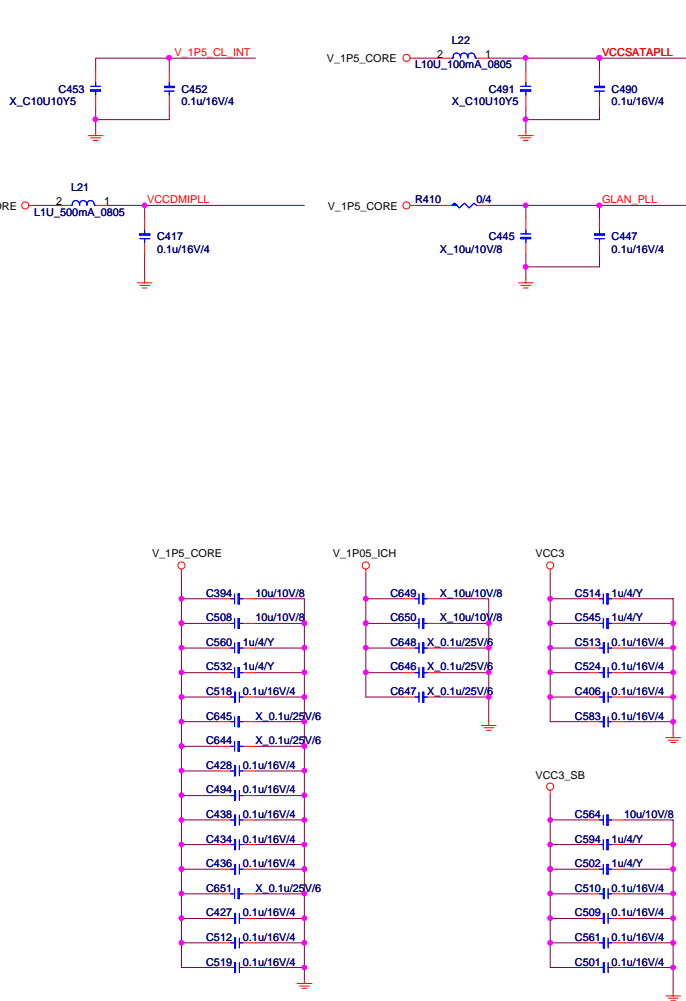 V_1P5_CL_INT
C453
X_C10U10Y5
C452
0.1u/16V/4
V_1P5_CORE
L22
2
1
L10U_100mA_0805
VCCSATAPLL
C491
X_C10U10Y5
C490
0.1u/16V/4
ORE
L21
2
1
L1U_500mA_0805
VCCDMIPLL
C417
0.1u/16V/4
V_1P5_CORE
R410
0/4
GLAN_PLL
C445
X_10u/10V/8
C447
0.1u/16V/4
V_1P5_CORE
C394 10u/10V/8
C508 10u/10V/8
C560 1u/4/Y
C532 1u/4/Y
C518 0.1u/16V/4
C645 X_0.1u/25V/6
C644 X_0.1u/25V/6
C428 0.1u/16V/4
C494 0.1u/16V/4
C438 0.1u/16V/4
C434 0.1u/16V/4
C436 0.1u/16V/4
C651 X_0.1u/25V/6
C427 0.1u/16V/4
C512 0.1u/16V/4
C519 0.1u/16V/4
V_1P05_ICH
C649 X_10u/10V/8
C650 X_10u/10V/8
C648 X_0.1u/25V/6
C646 X_0.1u/25V/6
C647 X_0.1u/25V/6
VCC3
C514 1u/4/Y
C545 1u/4/Y
C513 0.1u/16V/4
C524 0.1u/16V/4
C406 0.1u/16V/4
C583 0.1u/16V/4
VCC3_SB
C564 10u/10V/8
C594 1u/4/Y
C502 1u/4/Y
C510 0.1u/16V/4
C509 0.1u/16V/4
C561 0.1u/16V/4
C501 0.1u/16V/4